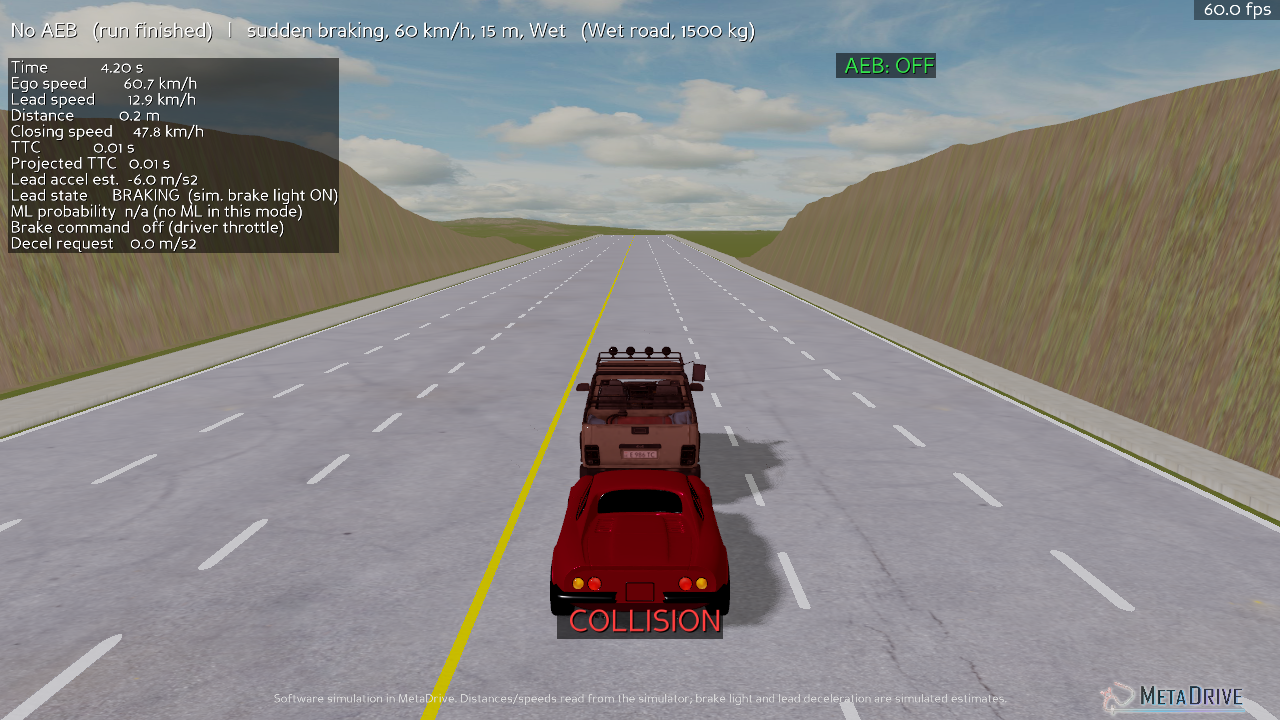 60.0 fps
No AEB (run finished) | sudden braking, 60 km/h, 15 m, Wet (Wet road, 1500 kg)
AEB: OFF
Time 4.20 s
Ego speed 60.7 km/h
Lead speed 12.9 km/h
Distance 0.2 m
Closing speed 47.8 km/h
TTC 0.01 s
Projected TTC 0.01 s
Lead accel est. -6.0 m/s2
Lead state BRAKING (sim. brake light ON)
ML probability n/a (no ML in this mode)
Brake command off (driver throttle)
Decel request 0.0 m/s2
COLLISION
Software simulation in MetaDrive. Distances/speeds read from the simulator; brake light and lead deceleration are simulated estimates.
METADRIVE